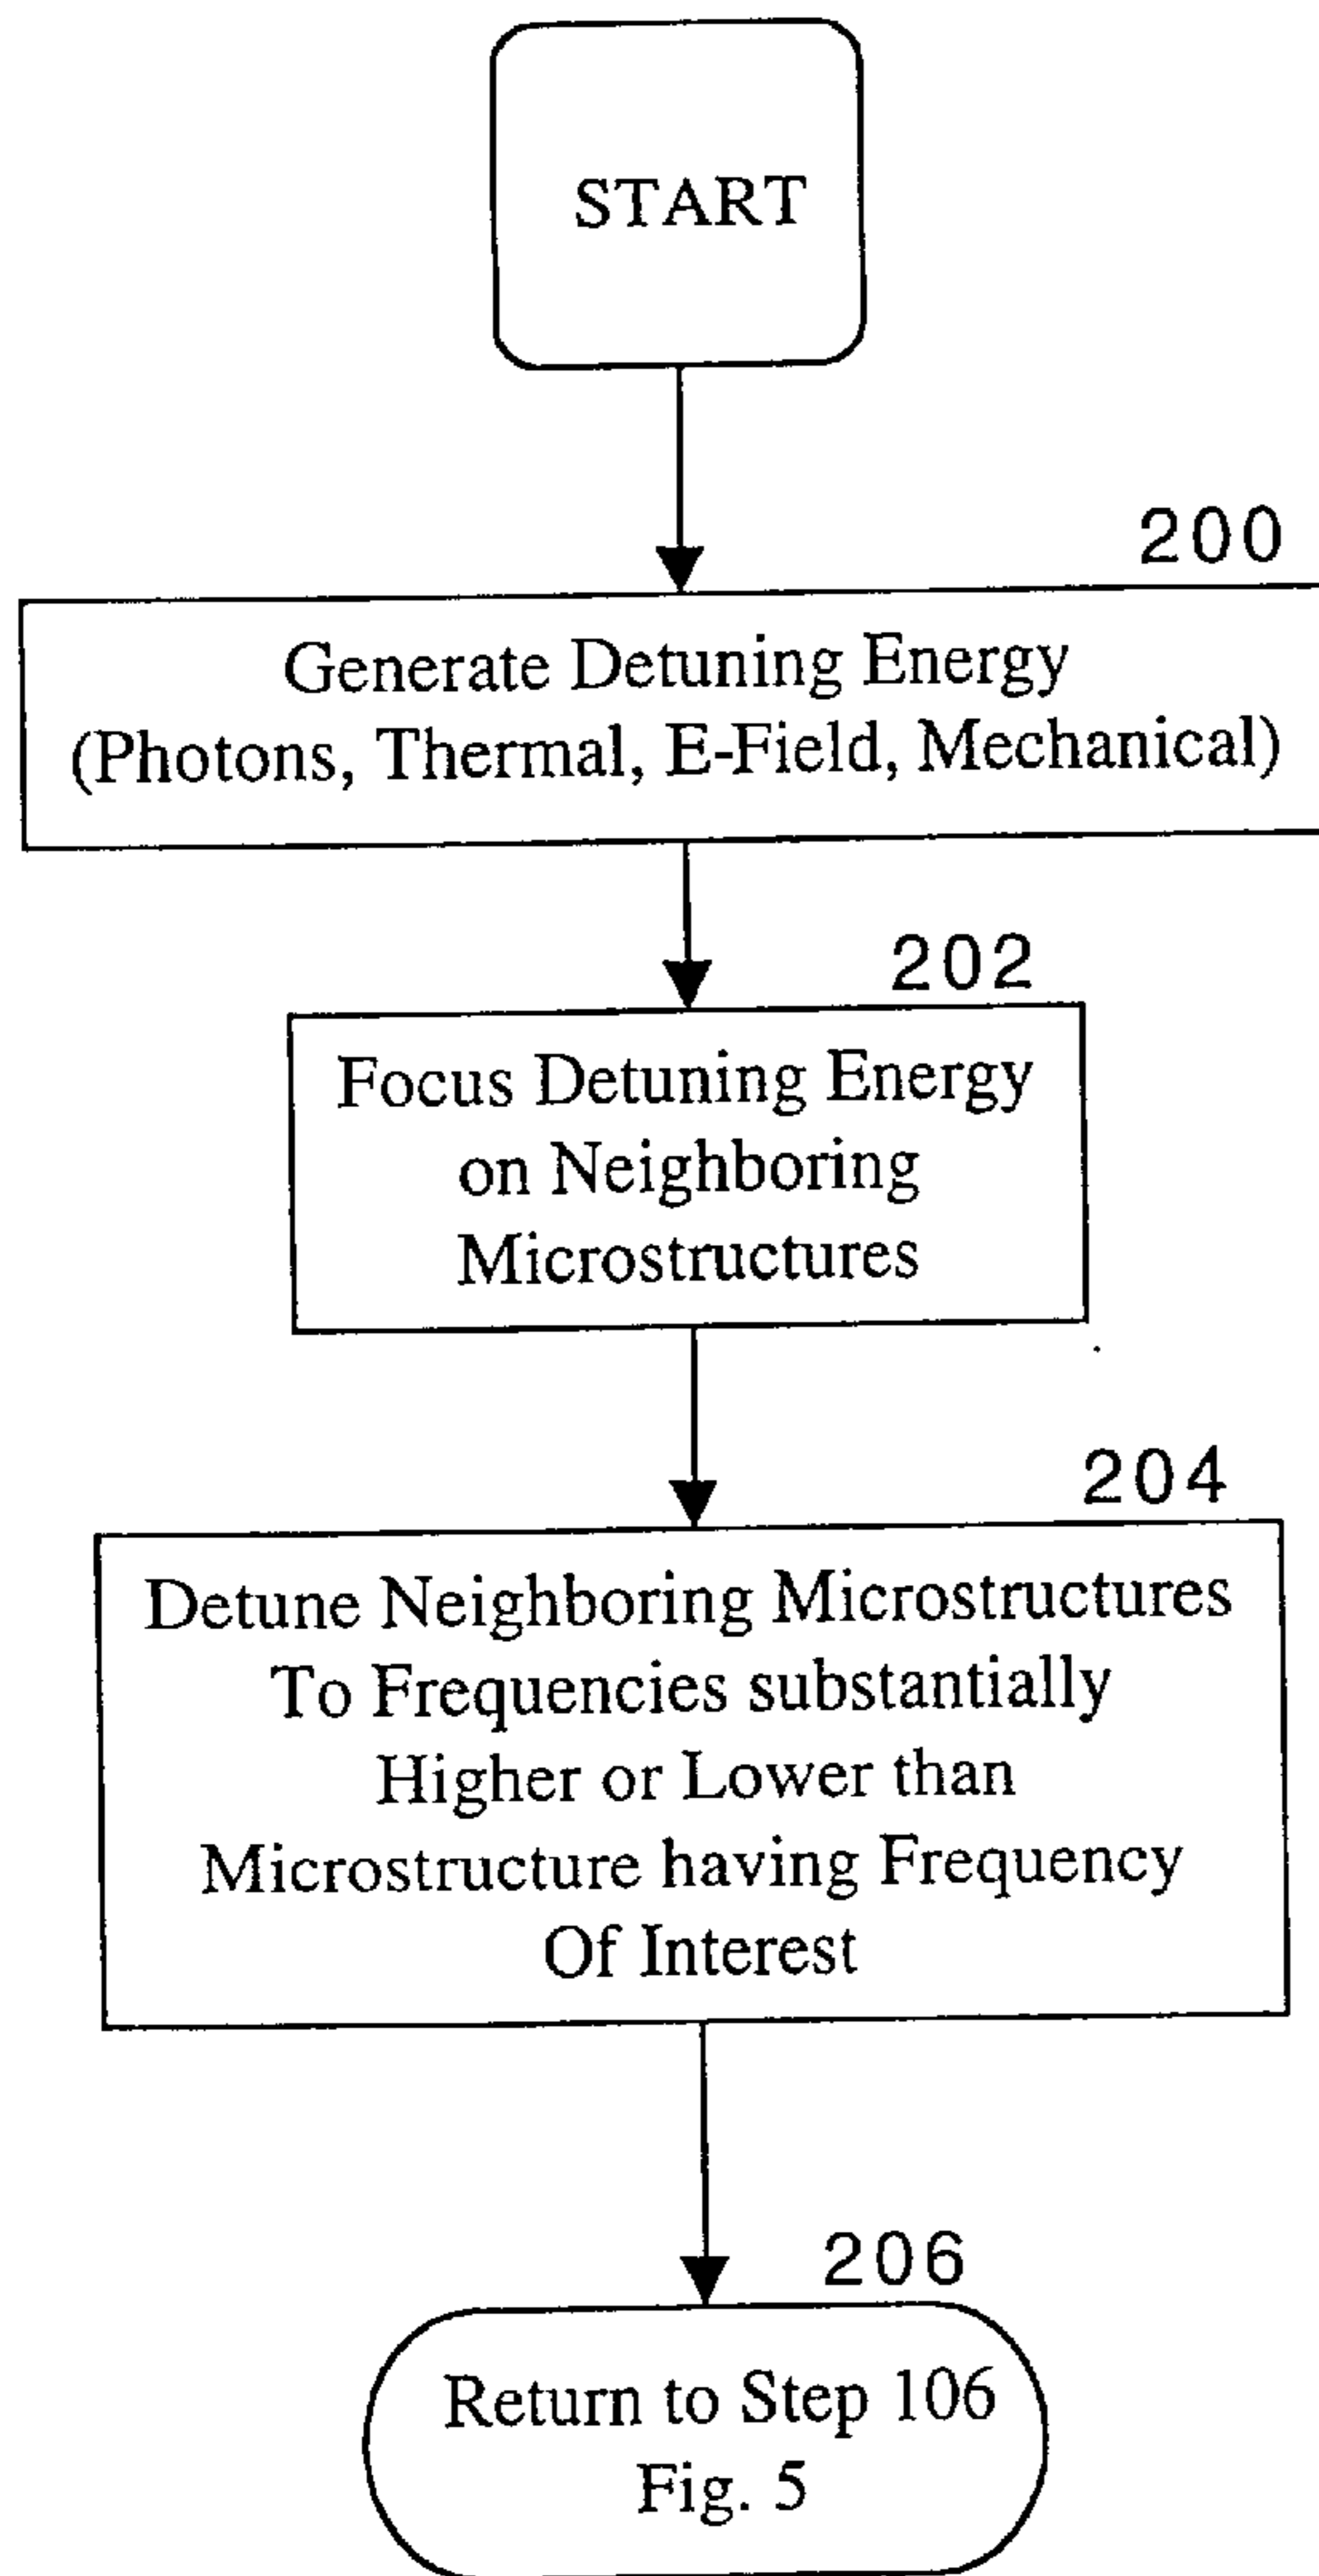 START
200
Generate Detuning Energy
(Photons, Thermal, E-Field, Mechanical)
202
Focus Detuning Energy
on Neighboring
Microstructures
204
Detune Neighboring Microstructures
To Frequencies substantially
Higher or Lower than
Microstructure having Frequency
Of Interest
206
Return to Step 106
Fig. 5